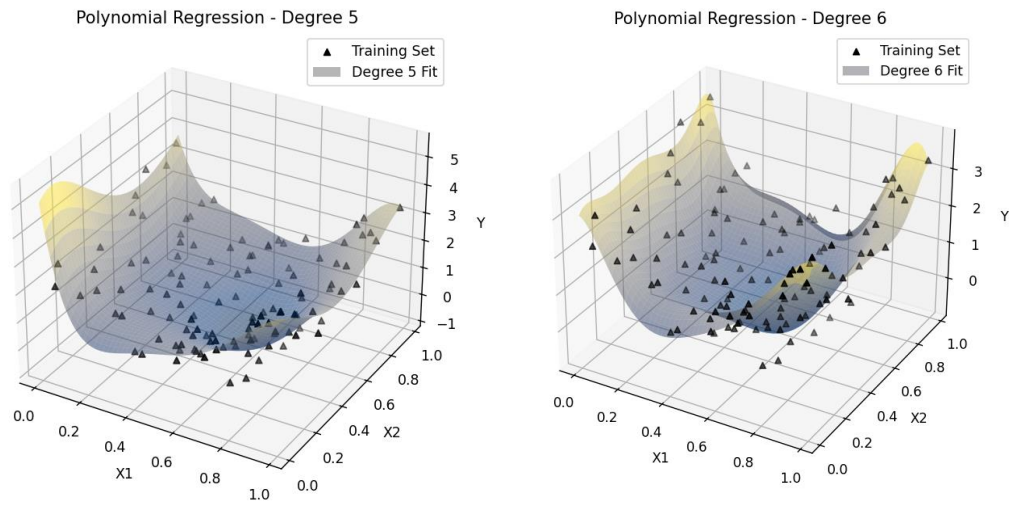 Polynomial Regression - Degree 5
Training Set
Degree 5 Fit
5
4
3
2
1
0
−1
Y
0.0
0.2
0.4
0.6
0.8
1.0
X1
0.0
0.2
0.4
0.6
0.8
1.0
X2
Polynomial Regression - Degree 6
Training Set
Degree 6 Fit
3
2
1
0
Y
0.0
0.2
0.4
0.6
0.8
1.0
X1
0.0
0.2
0.4
0.6
0.8
1.0
X2